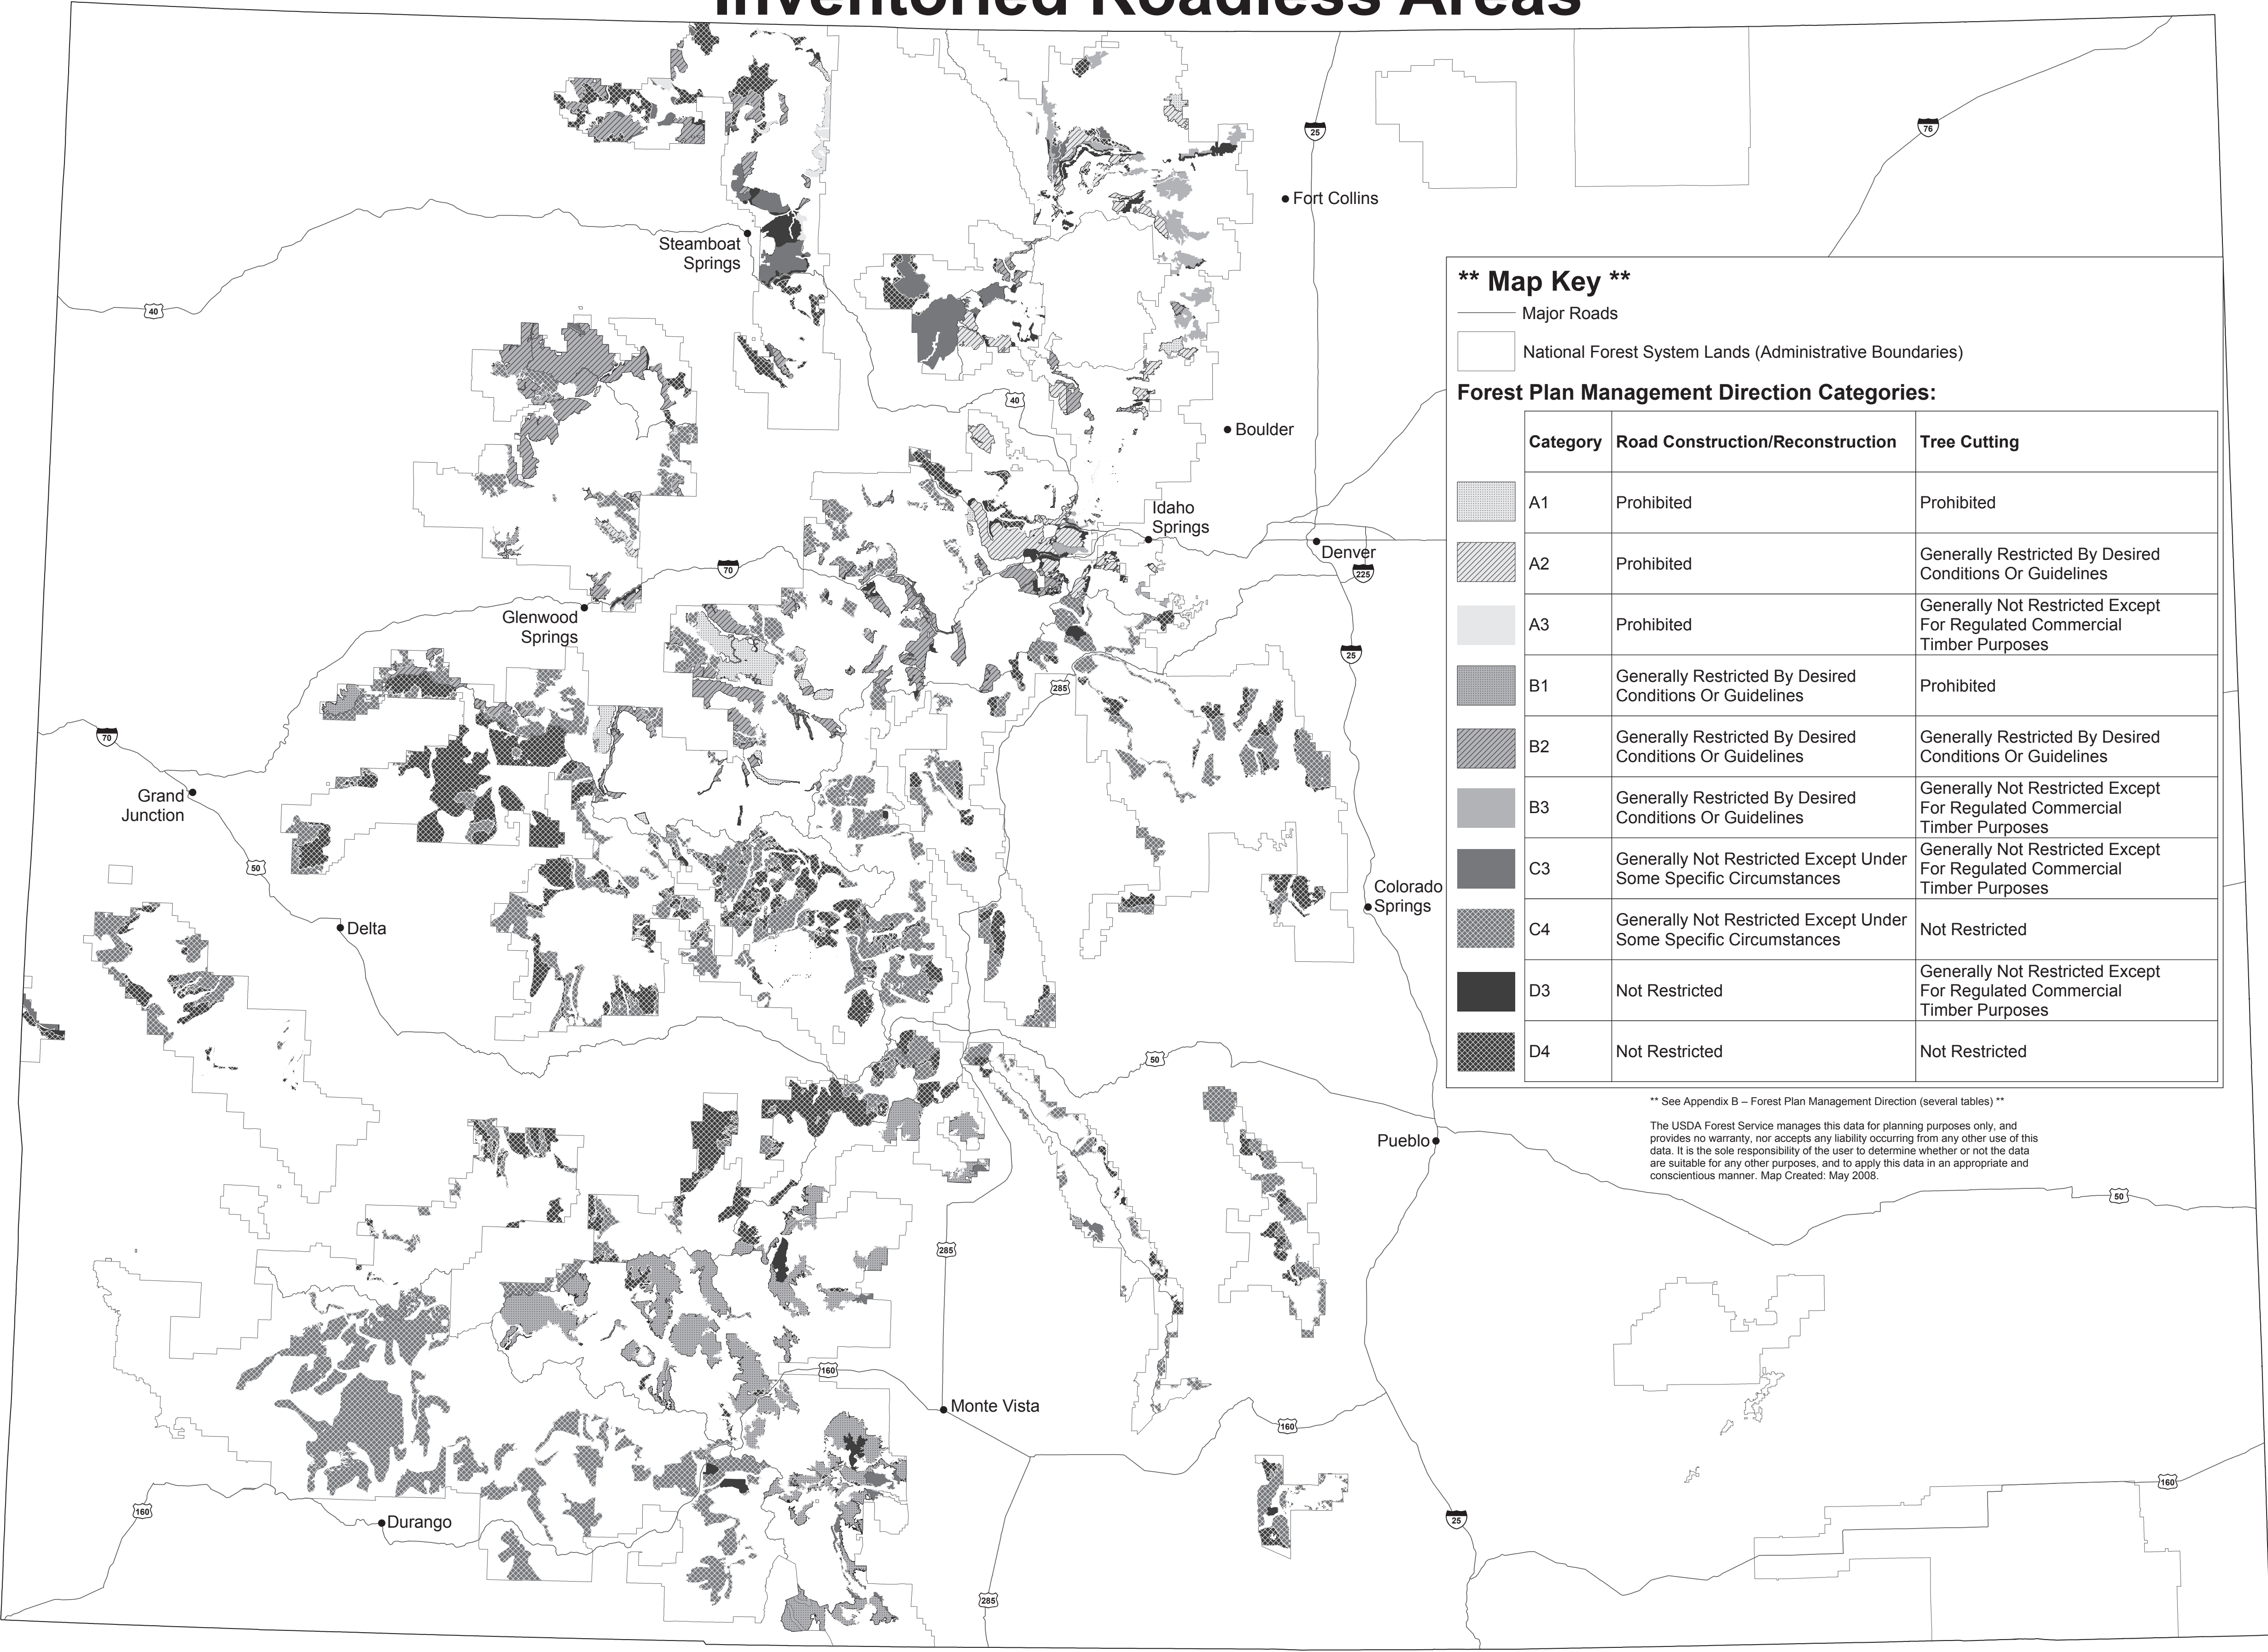 Inventoried Roadless Areas
25
76
Fort Collins
Steamboat
Springs
40
40
Boulder
Idaho
Springs
Denver
225
70
Glenwood
Springs
25
285
70
Grand
Junction
50
Colorado
Springs
Delta
50
Pueblo
50
285
160
Monte Vista
160
160
160
Durango
25
285
** Map Key **
Major Roads
National Forest System Lands (Administrative Boundaries)
Forest Plan Management Direction Categories:
Category Road Construction/Reconstruction Tree Cutting
A1 Prohibited Prohibited
A2 Prohibited Generally Restricted By Desired
Conditions Or Guidelines
A3 Prohibited Generally Not Restricted Except
For Regulated Commercial
Timber Purposes
B1 Generally Restricted By Desired
Conditions Or Guidelines Prohibited
B2 Generally Restricted By Desired Generally Restricted By Desired
Conditions Or Guidelines Conditions Or Guidelines
B3 Generally Restricted By Desired Generally Not Restricted Except
Conditions Or Guidelines For Regulated Commercial
Timber Purposes
C3 Generally Not Restricted Except Under Generally Not Restricted Except
Some Specific Circumstances For Regulated Commercial
Timber Purposes
C4 Generally Not Restricted Except Under
Some Specific Circumstances Not Restricted
D3 Not Restricted Generally Not Restricted Except
For Regulated Commercial
Timber Purposes
D4 Not Restricted Not Restricted
** See Appendix B – Forest Plan Management Direction (several tables) **
The USDA Forest Service manages this data for planning purposes only, and
provides no warranty, nor accepts any liability occurring from any other use of this
data. It is the sole responsibility of the user to determine whether or not the data
are suitable for any other purposes, and to apply this data in an appropriate and
conscientious manner. Map Created: May 2008.